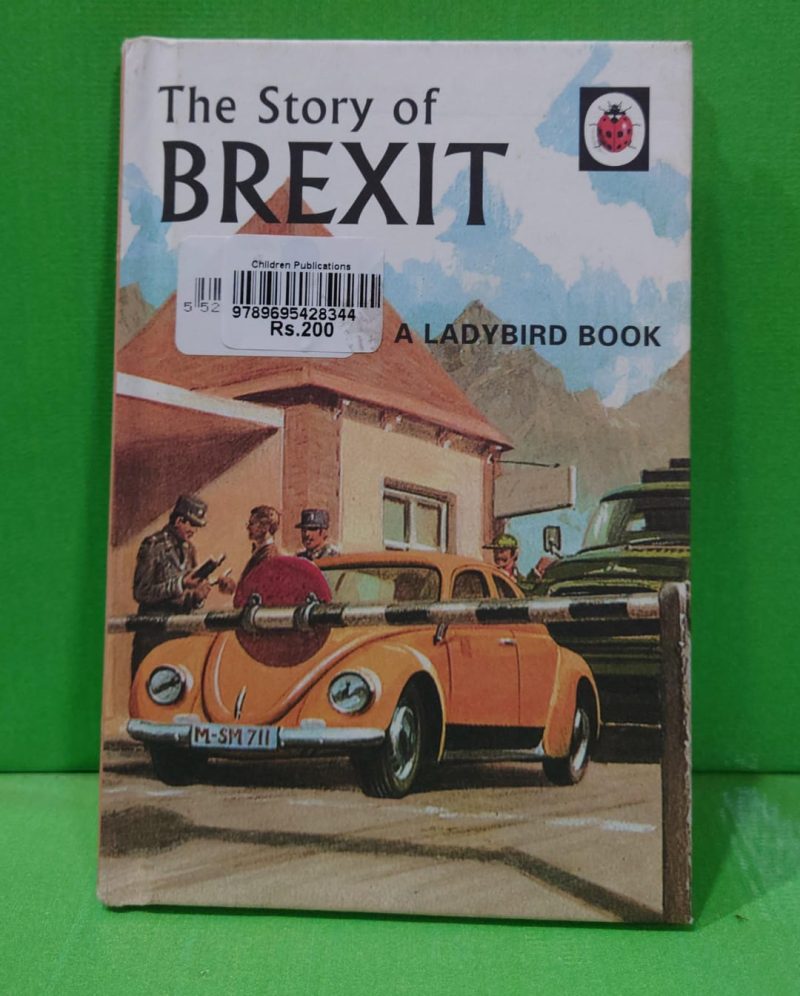 The Story of
BREXIT
Children Publications
5 52
9789695428344
Rs.200
A LADYBIRD BOOK
M-SM 711